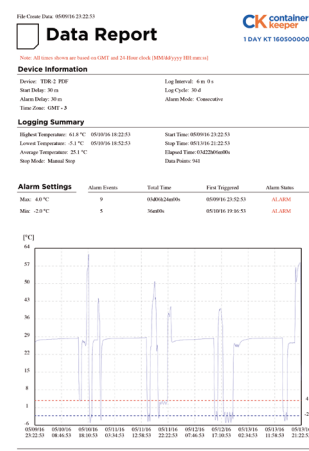 File Create Data: 05/09/16 23:22:53
CK container keeper
Data Report
1 DAY KT 160500000
Note: All times shown are based on GMT and 24-Hour clock [MM/dd/yyyy HH:mm:ss]
Device Information
Device: TDR-2 PDF
Log Interval: 6 m 0 s
Start Delay: 30 m
Log Cycle: 30 d
Alarm Delay: 30 m
Alarm Mode: Consecutive
Time Zone: GMT - 3
Logging Summary
Highest Temperature: 61.0 °C 05/10/16 18:22:53
Start Time: 05/09/16 23:22:53
Lowest Temperature: -5.1 °C 05/10/16 18:52:53
Stop Time: 05/13/16 21:22:53
Average Temperature: 25.1 °C
Elapsed Time: 03d22h06m00s
Stop Mode: Manual Stop
Data Points: 941
Alarm Settings Alarm Events Total Time First Triggered Alarm Status
Max: 4.0 °C 9 03d06h24m00s 05/09/16 23:52:53 ALARM
Min: -2.0 °C 5 36m00s 05/10/16 19:16:53 ALARM
[°C]
64
57
50
43
36
29
22
15
8
4
1
-2
-6
05/09/16 05/10/16 05/10/16 05/11/16 05/11/16 05/11/16 05/12/16 05/12/16 05/13/16 05/13/16 05/13/16
23:22:53 08:46:53 18:10:53 03:34:53 12:58:53 22:22:53 07:46:53 17:10:53 02:34:53 11:58:53 21:22:5